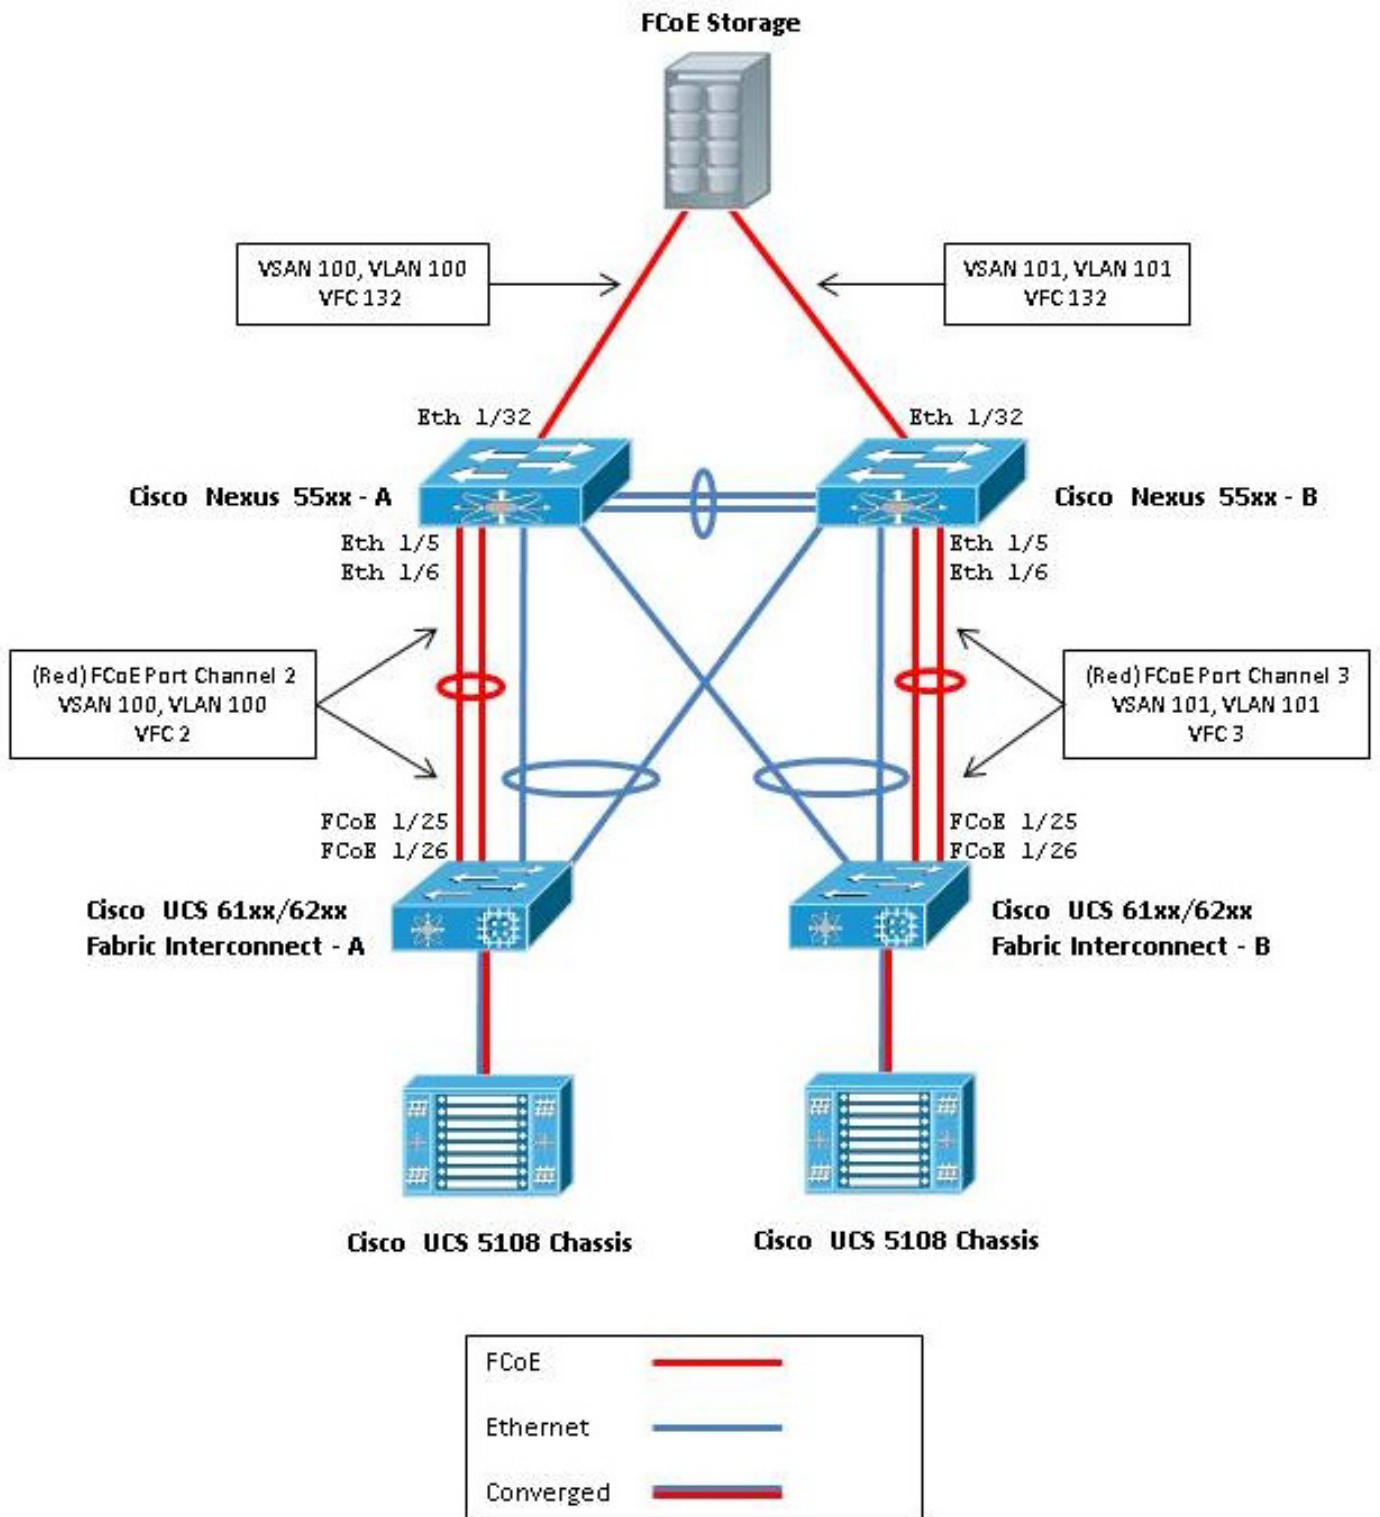 FCoE Storage
VSAN 100, VLAN 100
VFC 132
VSAN 101, VLAN 101
VFC 132
Eth 1/32
Eth 1/32
Cisco Nexus 55xx - A
Cisco Nexus 55xx - B
Eth 1/5
Eth 1/6
Eth 1/5
Eth 1/6
(Red) FCoE Port Channel 2
VSAN 100, VLAN 100
VFC 2
(Red) FCoE Port Channel 3
VSAN 101, VLAN 101
VFC 3
FCoE 1/25
FCoE 1/26
FCoE 1/25
FCoE 1/26
Cisco UCS 61xx/62xx
Fabric Interconnect - A
Cisco UCS 61xx/62xx
Fabric Interconnect - B
Cisco UCS 5108 Chassis
Cisco UCS 5108 Chassis
FCoE
Ethernet
Converged